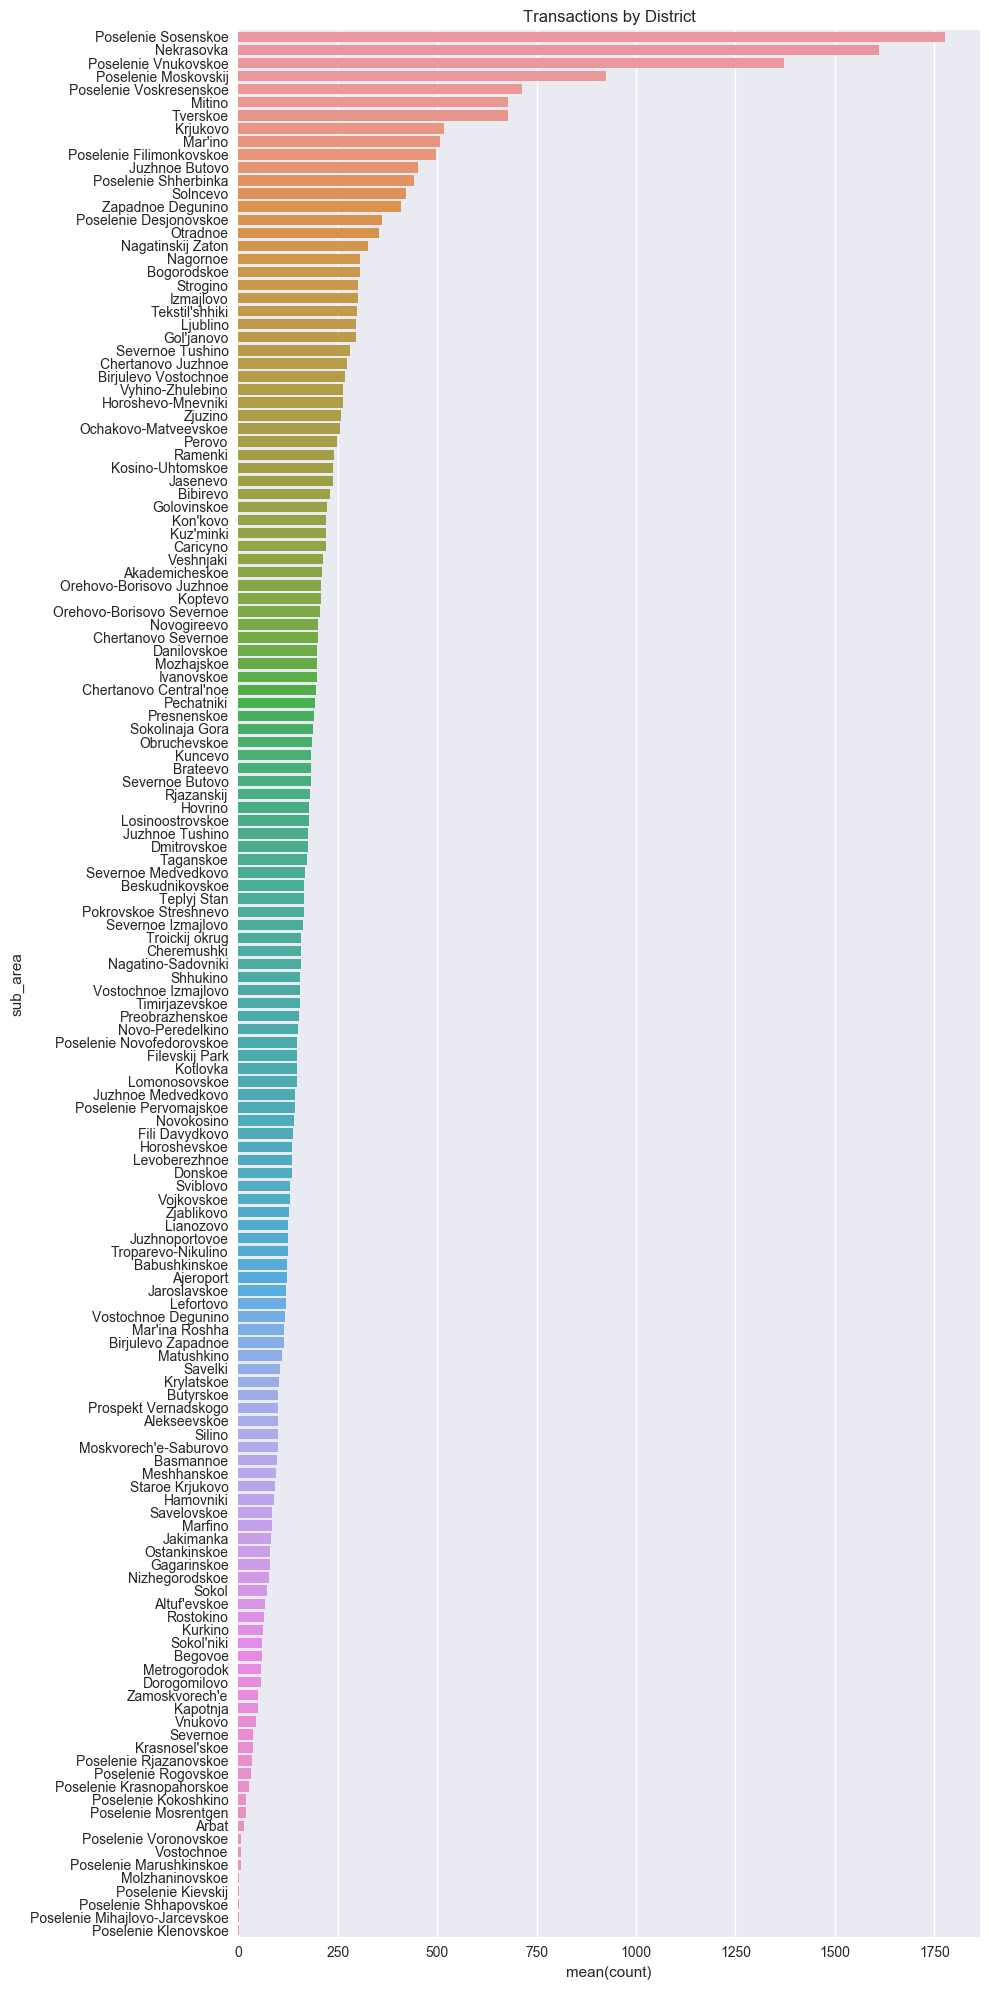 Transactions by District
Poselenie Sosenskoe
Nekrasovka
Poselenie Vnukovskoe
Poselenie Moskovskij
Poselenie Voskresenskoe
Mitino
Tverskoe
Krjukovo
Mar'ino
Poselenie Filimonkovskoe
Juzhnoe Butovo
Poselenie Shherbinka
Solncevo
Zapadnoe Degunino
Poselenie Desjonovskoe
Otradnoe
Nagatinskij Zaton
Nagornoe
Bogorodskoe
Strogino
Izmajlovo
Tekstil'shhiki
Ljublino
Gol'janovo
Severnoe Tushino
Chertanovo Juzhnoe
Birjulevo Vostochnoe
Vyhino-Zhulebino
Horoshevo-Mnevniki
Zjuzino
Ochakovo-Matveevskoe
Perovo
Ramenki
Kosino-Uhtomskoe
Jasenevo
Bibirevo
Golovinskoe
Kon'kovo
Kuz'minki
Caricyno
Veshnjaki
Akademicheskoe
Orehovo-Borisovo Juzhnoe
Koptevo
Orehovo-Borisovo Severnoe
Novogireevo
Chertanovo Severnoe
Danilovskoe
Mozhajskoe
Ivanovskoe
Chertanovo Central'noe
Pechatniki
Presnenskoe
Sokolinaja Gora
Obruchevskoe
Kuncevo
Brateevo
Severnoe Butovo
Rjazanskij
Hovrino
Losinoostrovskoe
Juzhnoe Tushino
Dmitrovskoe
Taganskoe
Severnoe Medvedkovo
Beskudnikovskoe
Teplyj Stan
Pokrovskoe Streshnevo
Severnoe Izmajlovo
Troickij okrug
Cheremushki
Nagatino-Sadovniki
Shhukino
Vostochnoe Izmajlovo
Timirjazevskoe
Preobrazhenskoe
Novo-Peredelkino
Poselenie Novofedorovskoe
Filevskij Park
Kotlovka
Lomonosovskoe
Juzhnoe Medvedkovo
Poselenie Pervomajskoe
Novokosino
Fili Davydkovo
Horoshevskoe
Levoberezhnoe
Donskoe
Sviblovo
Vojkovskoe
Zjablikovo
Lianozovo
Juzhnoportovoe
Troparevo-Nikulino
Babushkinskoe
Ajeroport
Jaroslavskoe
Lefortovo
Vostochnoe Degunino
Mar'ina Roshha
Birjulevo Zapadnoe
Matushkino
Savelki
Krylatskoe
Butyrskoe
Prospekt Vernadskogo
Alekseevskoe
Silino
Moskvorech'e-Saburovo
Basmannoe
Meshhanskoe
Staroe Krjukovo
Hamovniki
Savelovskoe
Marfino
Jakimanka
Ostankinskoe
Gagarinskoe
Nizhegorodskoe
Sokol
Altuf'evskoe
Rostokino
Kurkino
Sokol'niki
Begovoe
Metrogorodok
Dorogomilovo
Zamoskvorech'e
Kapotnja
Vnukovo
Severnoe
Krasnosel'skoe
Poselenie Rjazanovskoe
Poselenie Rogovskoe
Poselenie Krasnopahorskoe
Poselenie Kokoshkino
Poselenie Mosrentgen
Arbat
Poselenie Voronovskoe
Vostochnoe
Poselenie Marushkinskoe
Molzhaninovskoe
Poselenie Kievskij
Poselenie Shhapovskoe
Poselenie Mihajlovo-Jarcevskoe
Poselenie Klenovskoe
sub_area
0 250 500 750 1000 1250 1500 1750
mean(count)